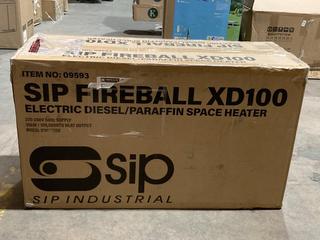 SIP FIREBALL XD100
ITEM NO: 09593
SIP FIREBALL XD100
ELECTRIC DIESEL/PARAFFIN SPACE HEATER
Sip
SIP INDUSTRIAL